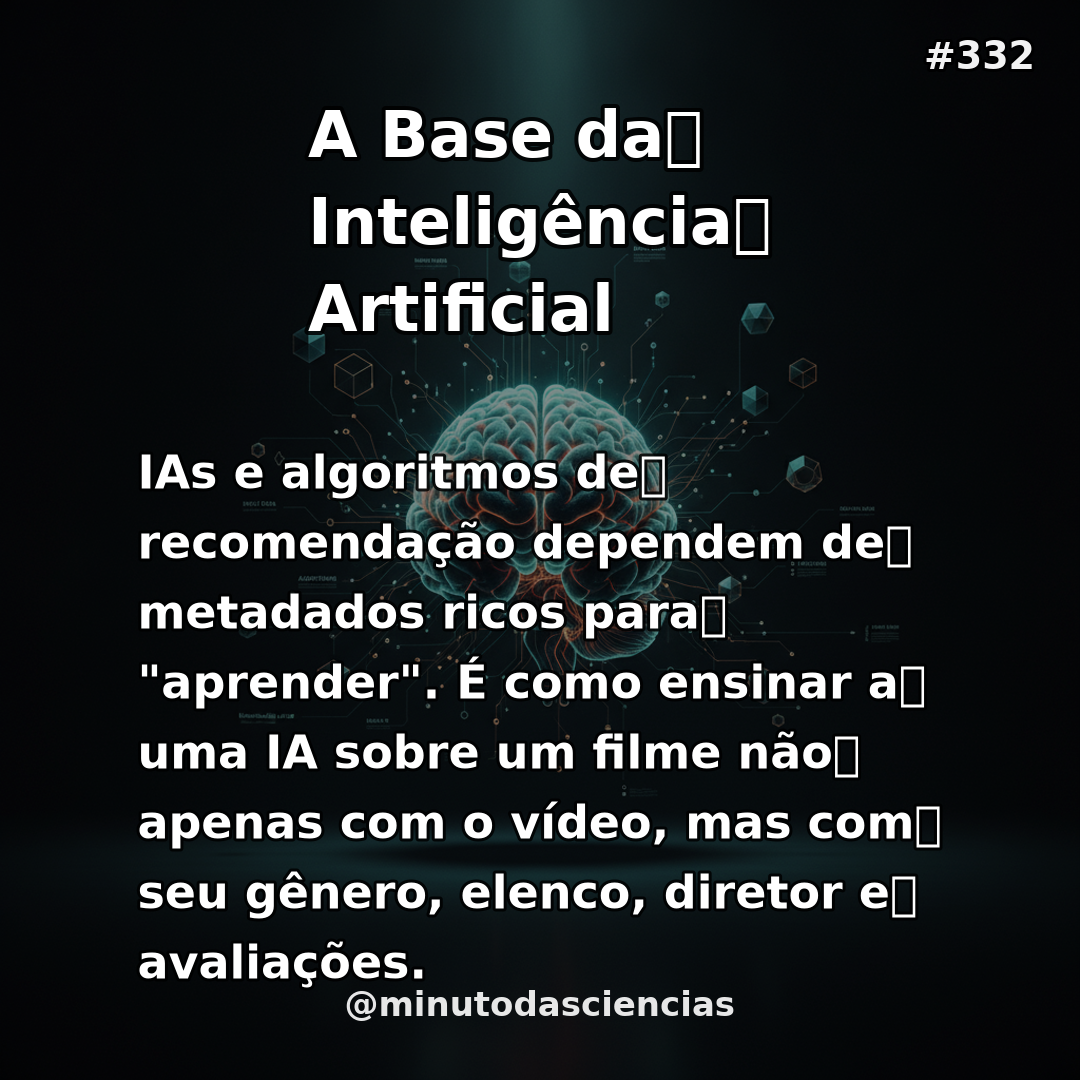 #332
A Base da▯
Inteligência▯
Artificial
IAs e algoritmos de▯
recomendação dependem de▯
metadados ricos para▯
"aprender". É como ensinar a▯
uma IA sobre um filme não▯
apenas com o vídeo, mas com▯
seu gênero, elenco, diretor e▯
avaliações.
@minutodasciencias